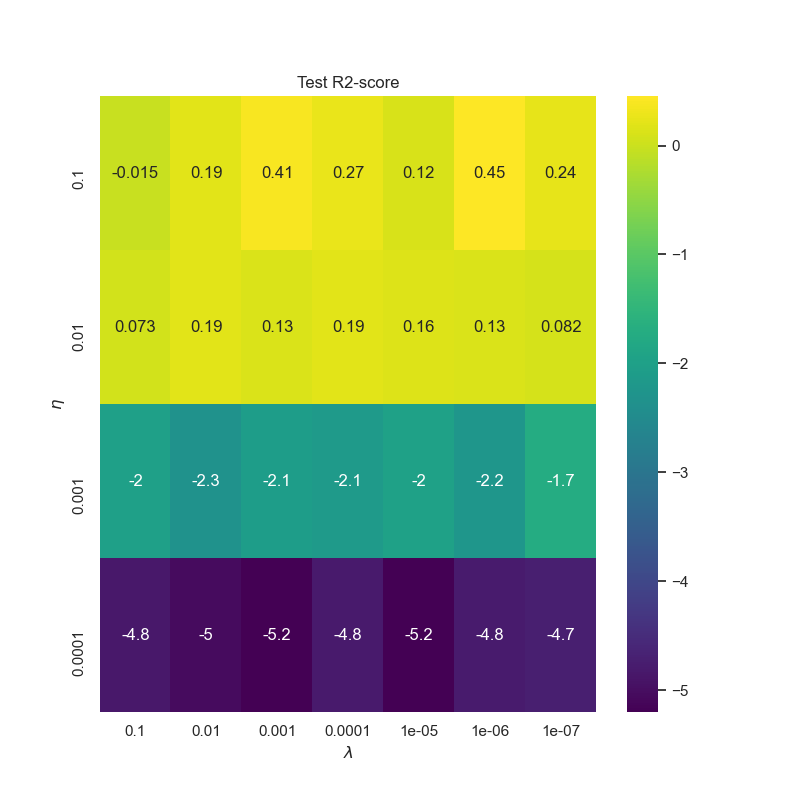 Test R2-score
0.1 -0.015 0.19 0.41 0.27 0.12 0.45 0.24
0.01 0.073 0.19 0.13 0.19 0.16 0.13 0.082
η
0.001 -2 -2.3 -2.1 -2.1 -2 -2.2 -1.7
0.0001 -4.8 -5 -5.2 -4.8 -5.2 -4.8 -4.7
0.1 0.01 0.001 0.0001 1e-05 1e-06 1e-07
λ
0
−1
−2
−3
−4
−5